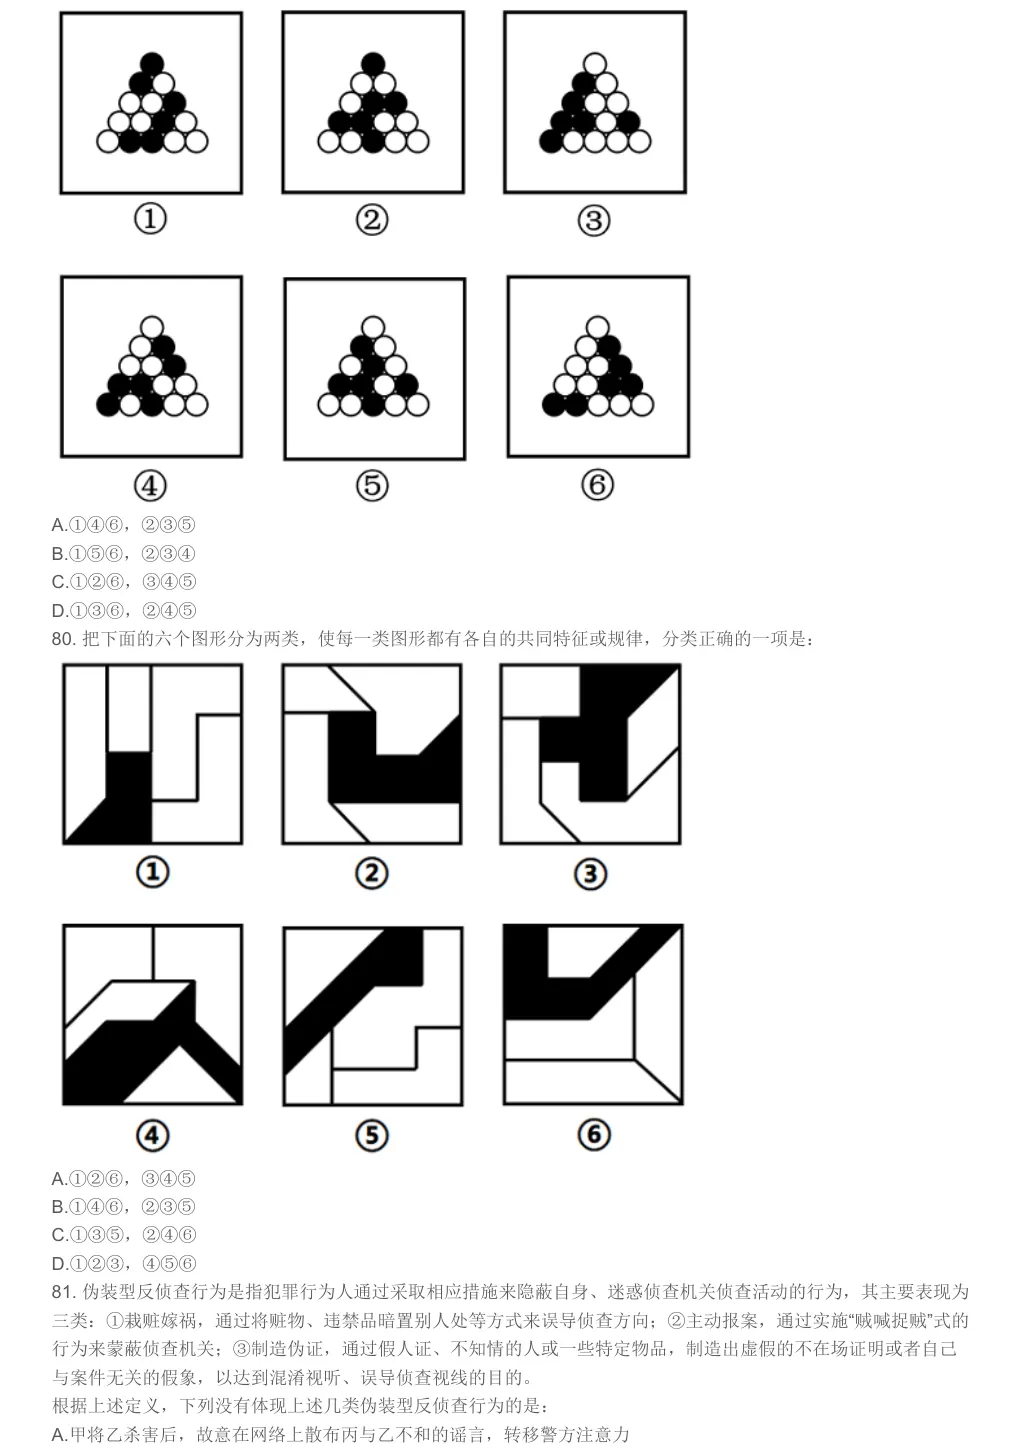 ①
②
③
④
⑤
⑥
A.①④⑥，②③⑤
B.①⑤⑥，②③④
C.①②⑥，③④⑤
D.①③⑥，②④⑤
80. 把下面的六个图形分为两类，使每一类图形都有各自的共同特征或规律，分类正确的一项是：
①
②
③
④
⑤
⑥
A.①②⑥，③④⑤
B.①④⑥，②③⑤
C.①③⑤，②④⑥
D.①②③，④⑤⑥
81. 伪装型反侦查行为是指犯罪行为人通过采取相应措施来隐蔽自身、迷惑侦查机关侦查活动的行为，其主要表现为
三类：①栽赃嫁祸，通过将赃物、违禁品暗置别人处等方式来误导侦查方向；②主动报案，通过实施“贼喊捉贼”式的
行为来蒙蔽侦查机关；③制造伪证，通过假人证、不知情的人或一些特定物品，制造出虚假的不在场证明或者自己
与案件无关的假象，以达到混淆视听、误导侦查视线的目的。
根据上述定义，下列没有体现上述几类伪装型反侦查行为的是：
A.甲将乙杀害后，故意在网络上散布丙与乙不和的谣言，转移警方注意力